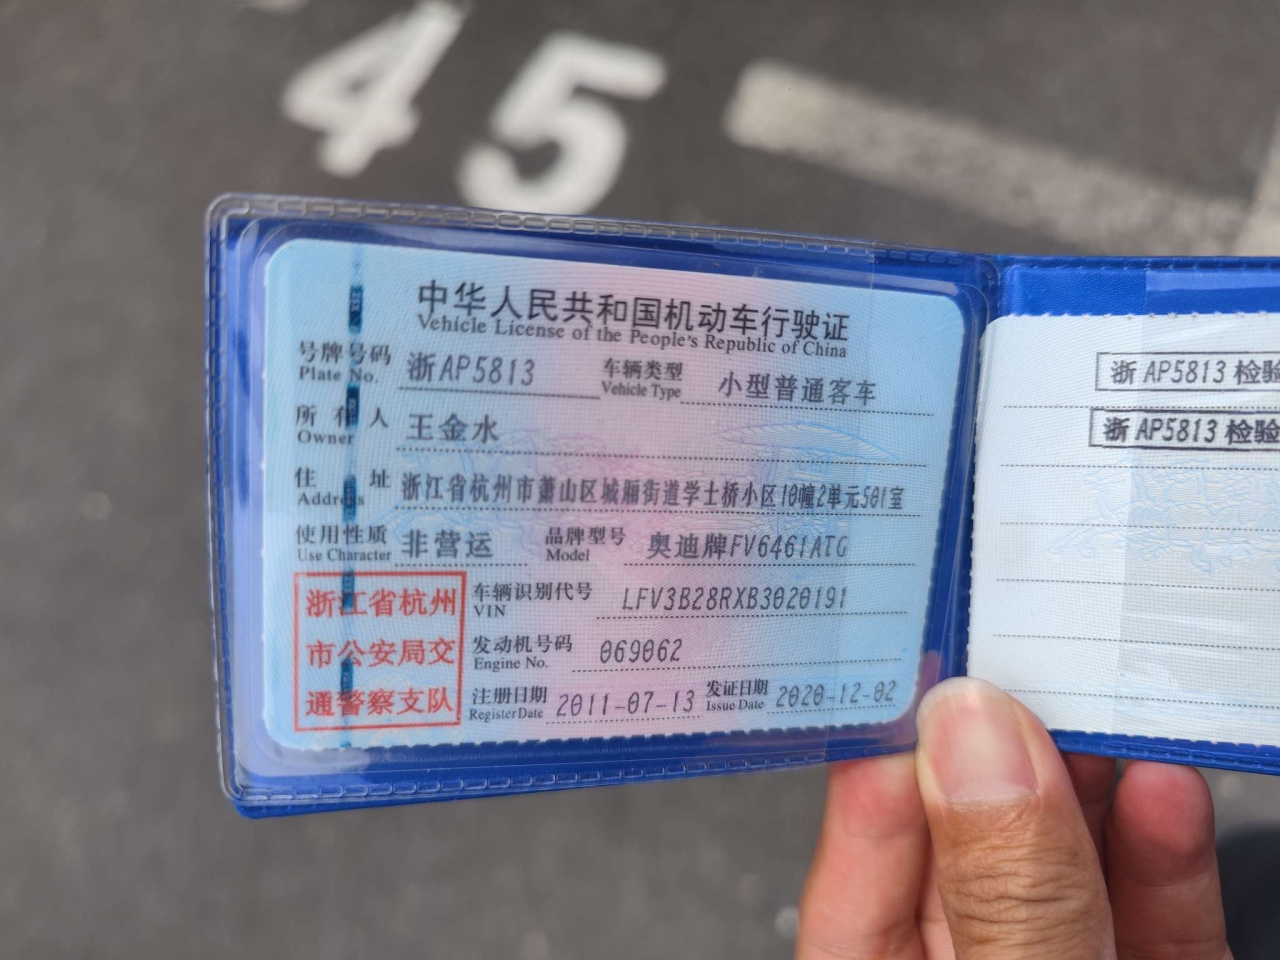 45
中华人民共和国机动车行驶证
Vehicle License of the People's Republic of China
号牌号码 浙AP5813 车辆类型 小型普通客车
Plate No. Vehicle Type
所有人 王金水
Owner
住址 浙江省杭州市萧山区城厢街道学士桥小区10幢2单元501室
Address
使用性质 非营运 品牌型号 奥迪牌FV6461ATG
Use Character Model
浙江省杭州
市公安局交
通警察支队
车辆识别代号 LFV3B28RXB3020191
VIN
发动机号码 069062
Engine No.
注册日期 2011-07-13 发证日期 2020-12-02
Register Date Issue Date
浙AP5813检验
浙AP5813检验